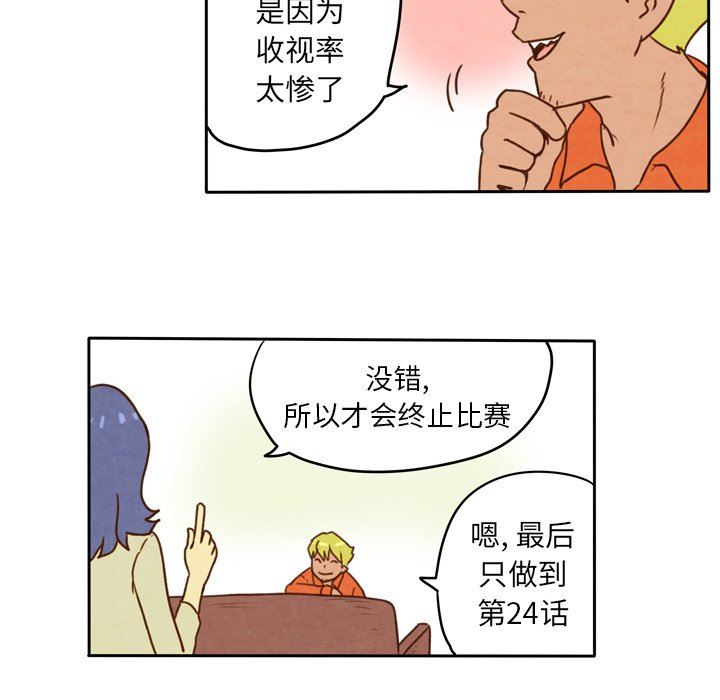 是因为
收视率
太惨了
没错,
所以才会终止比赛
嗯, 最后
只做到
第24话